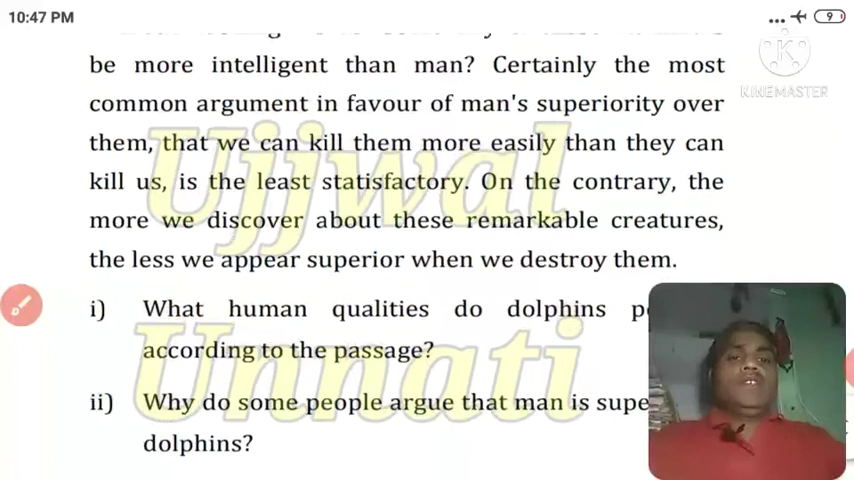 10:47 PM
9
KINEMASTER
be more intelligent than man? Certainly the most
common argument in favour of man's superiority over
them, that we can kill them more easily than they can
kill us, is the least statisfactory. On the contrary, the
more we discover about these remarkable creatures,
the less we appear superior when we destroy them.
i) What human qualities do dolphins
according to the passage?
ii) Why do some people argue that man is
dolphins?
Ujjwal
Unnati